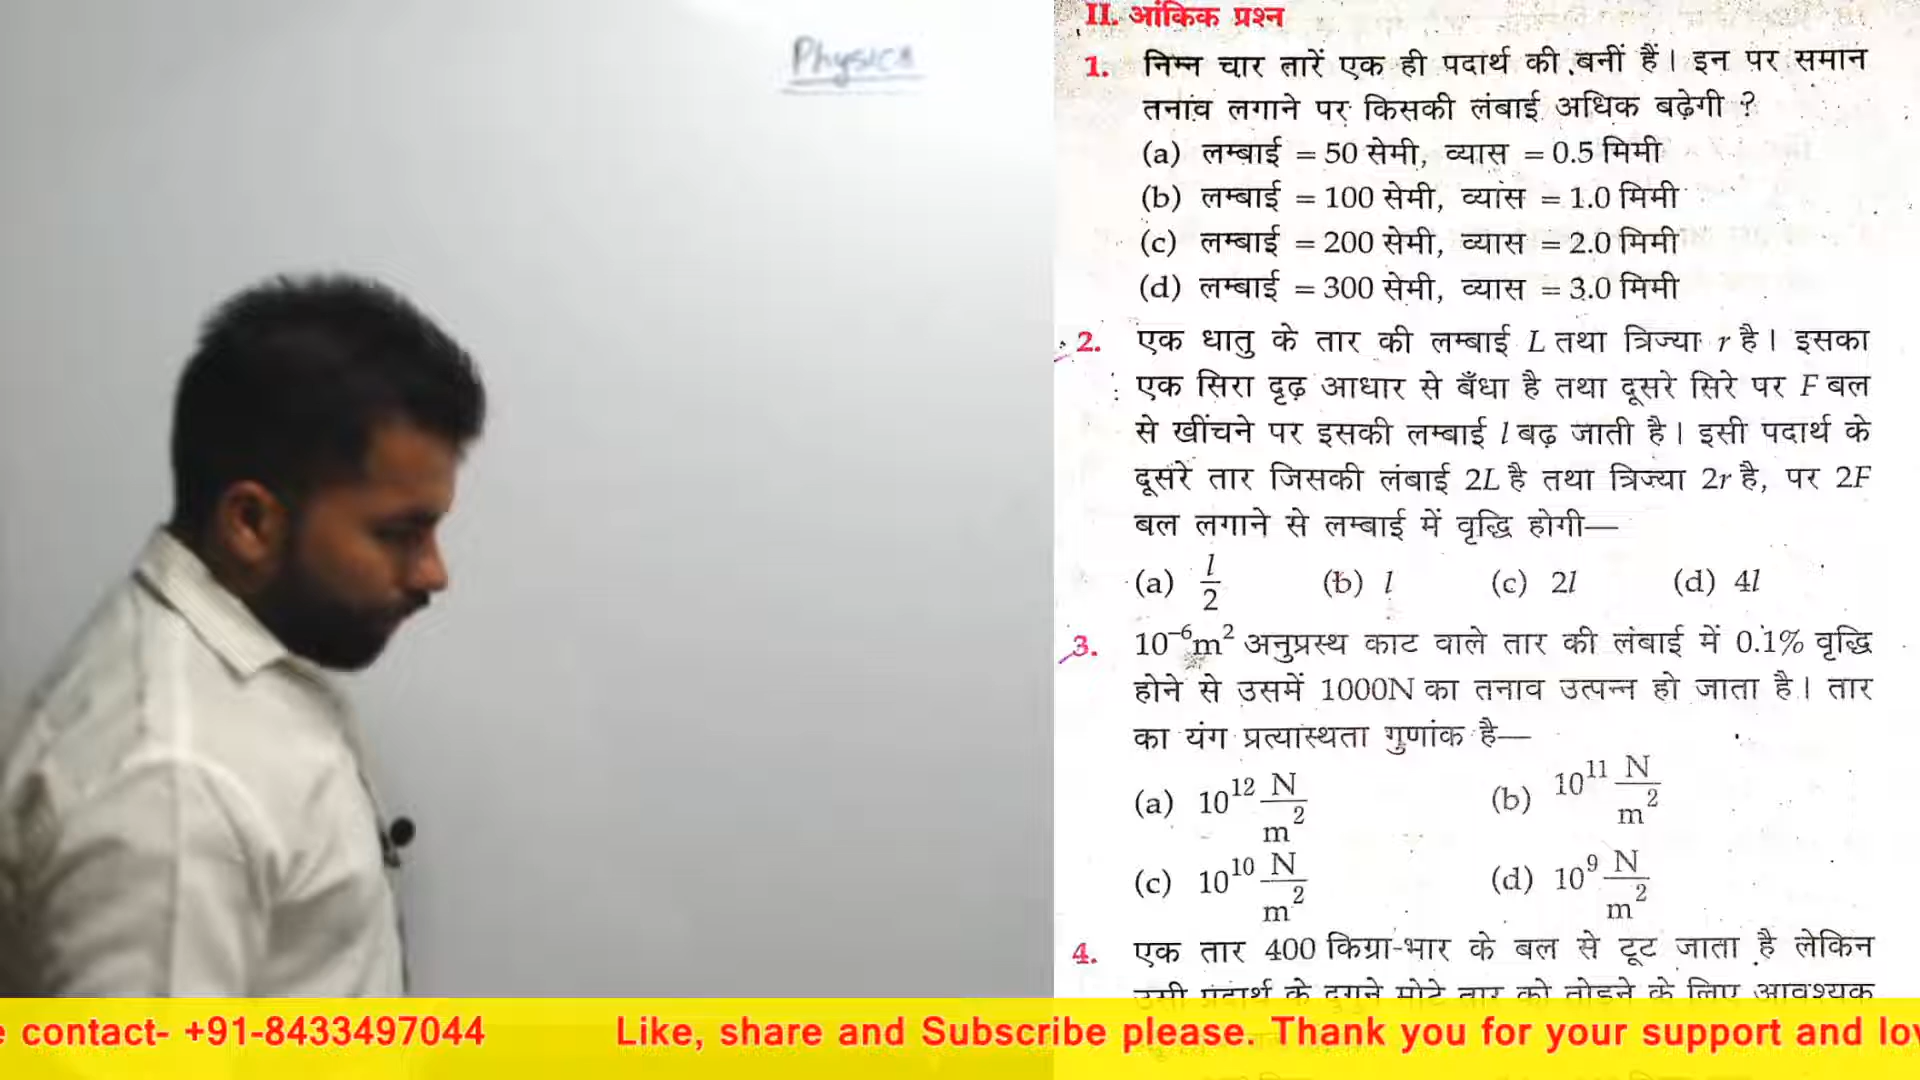 Physics
II. आंकिक प्रश्न
1. निम्न चार तारें एक ही पदार्थ की बनीं हैं। इन पर समान
तनाव लगाने पर किसकी लंबाई अधिक बढ़ेगी ?
(a) लम्बाई = 50 सेमी, व्यास = 0.5 मिमी
(b) लम्बाई = 100 सेमी, व्यास = 1.0 मिमी
(c) लम्बाई = 200 सेमी, व्यास = 2.0 मिमी
(d) लम्बाई = 300 सेमी, व्यास = 3.0 मिमी
2. एक धातु के तार की लम्बाई L तथा त्रिज्या r है। इसका
एक सिरा दृढ़ आधार से बँधा है तथा दूसरे सिरे पर F बल
से खींचने पर इसकी लम्बाई l बढ़ जाती है। इसी पदार्थ के
दूसरे तार जिसकी लंबाई 2L है तथा त्रिज्या 2r है, पर 2F
बल लगाने से लम्बाई में वृद्धि होगी—
(a) l/2 (b) l (c) 2l (d) 4l
3. 10⁻⁶m² अनुप्रस्थ काट वाले तार की लंबाई में 0.1% वृद्धि
होने से उसमें 1000N का तनाव उत्पन्न हो जाता है। तार
का यंग प्रत्यास्थता गुणांक है—
(a) 10¹² N/m² (b) 10¹¹ N/m²
(c) 10¹⁰ N/m² (d) 10⁹ N/m²
4. एक तार 400 किग्रा-भार के बल से टूट जाता है लेकिन
उसी पदार्थ के दुगुने मोटे तार को तोड़ने के लिए आवश्यक
contact- +91-8433497044 Like, share and Subscribe please. Thank you for your support and lov